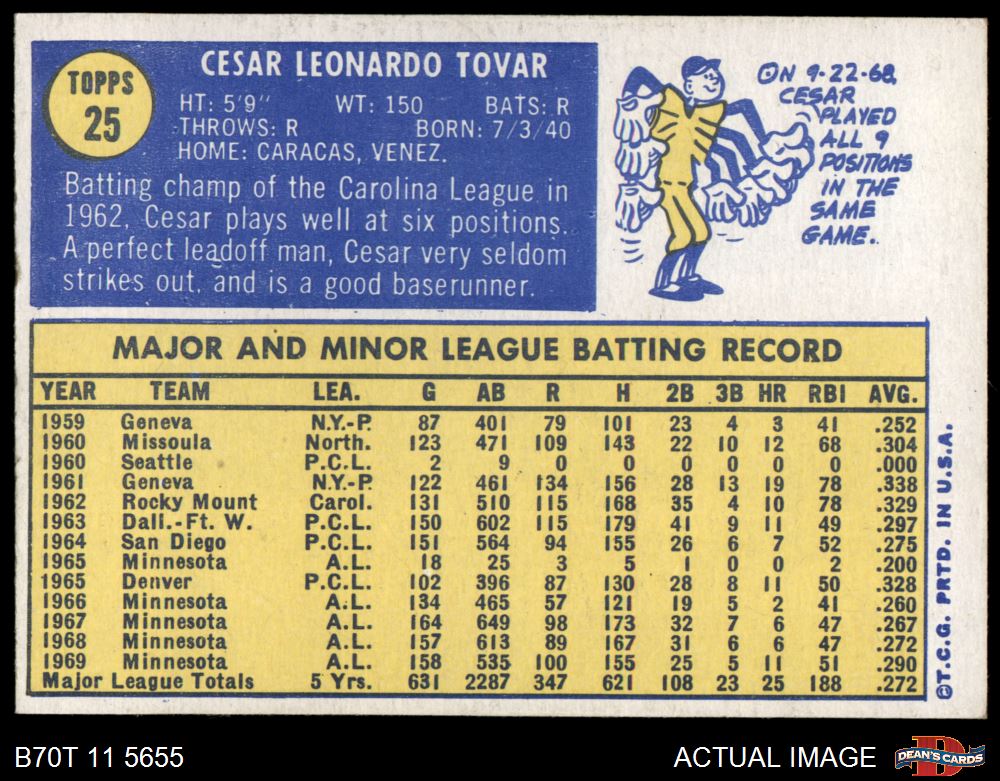 TOPPS
25
CESAR LEONARDO TOVAR
HT: 5'9" WT: 150 BATS: R
THROWS: R BORN: 7/3/40
HOME: CARACAS, VENEZ.
Batting champ of the Carolina League in
1962, Cesar plays well at six positions.
A perfect leadoff man, Cesar very seldom
strikes out, and is a good baserunner.
ON 9-22-68,
CESAR
PLAYED
ALL 9
POSITIONS
IN THE
SAME
GAME.
MAJOR AND MINOR LEAGUE BATTING RECORD
YEAR TEAM LEA. G AB R H 2B 3B HR RBI AVG.
1959 Geneva N.Y.-P. 87 401 79 101 23 4 3 41 .252
1960 Missoula North. 123 471 109 143 22 10 12 68 .304
1960 Seattle P.C.L. 2 9 0 0 0 0 0 0 .000
1961 Geneva N.Y.-P. 122 461 134 156 28 13 19 78 .338
1962 Rocky Mount Carol. 131 510 115 168 35 4 10 78 .329
1963 Dall.-Ft. W. P.C.L. 150 602 115 179 41 9 11 49 .297
1964 San Diego P.C.L. 151 564 94 155 26 6 7 52 .275
1965 Minnesota A.L. 18 25 3 5 1 0 0 2 .200
1965 Denver P.C.L. 102 396 87 130 28 8 11 50 .328
1966 Minnesota A.L. 134 465 57 121 19 5 2 41 .260
1967 Minnesota A.L. 164 649 98 173 32 7 6 47 .267
1968 Minnesota A.L. 157 613 89 167 31 6 6 47 .272
1969 Minnesota A.L. 158 535 100 155 25 5 11 51 .290
Major League Totals 5 Yrs. 631 2287 347 621 108 23 25 188 .272
©T.C.G. PRTD. IN U.S.A.
B70T 11 5655
ACTUAL IMAGE
D
DEAN'S CARDS